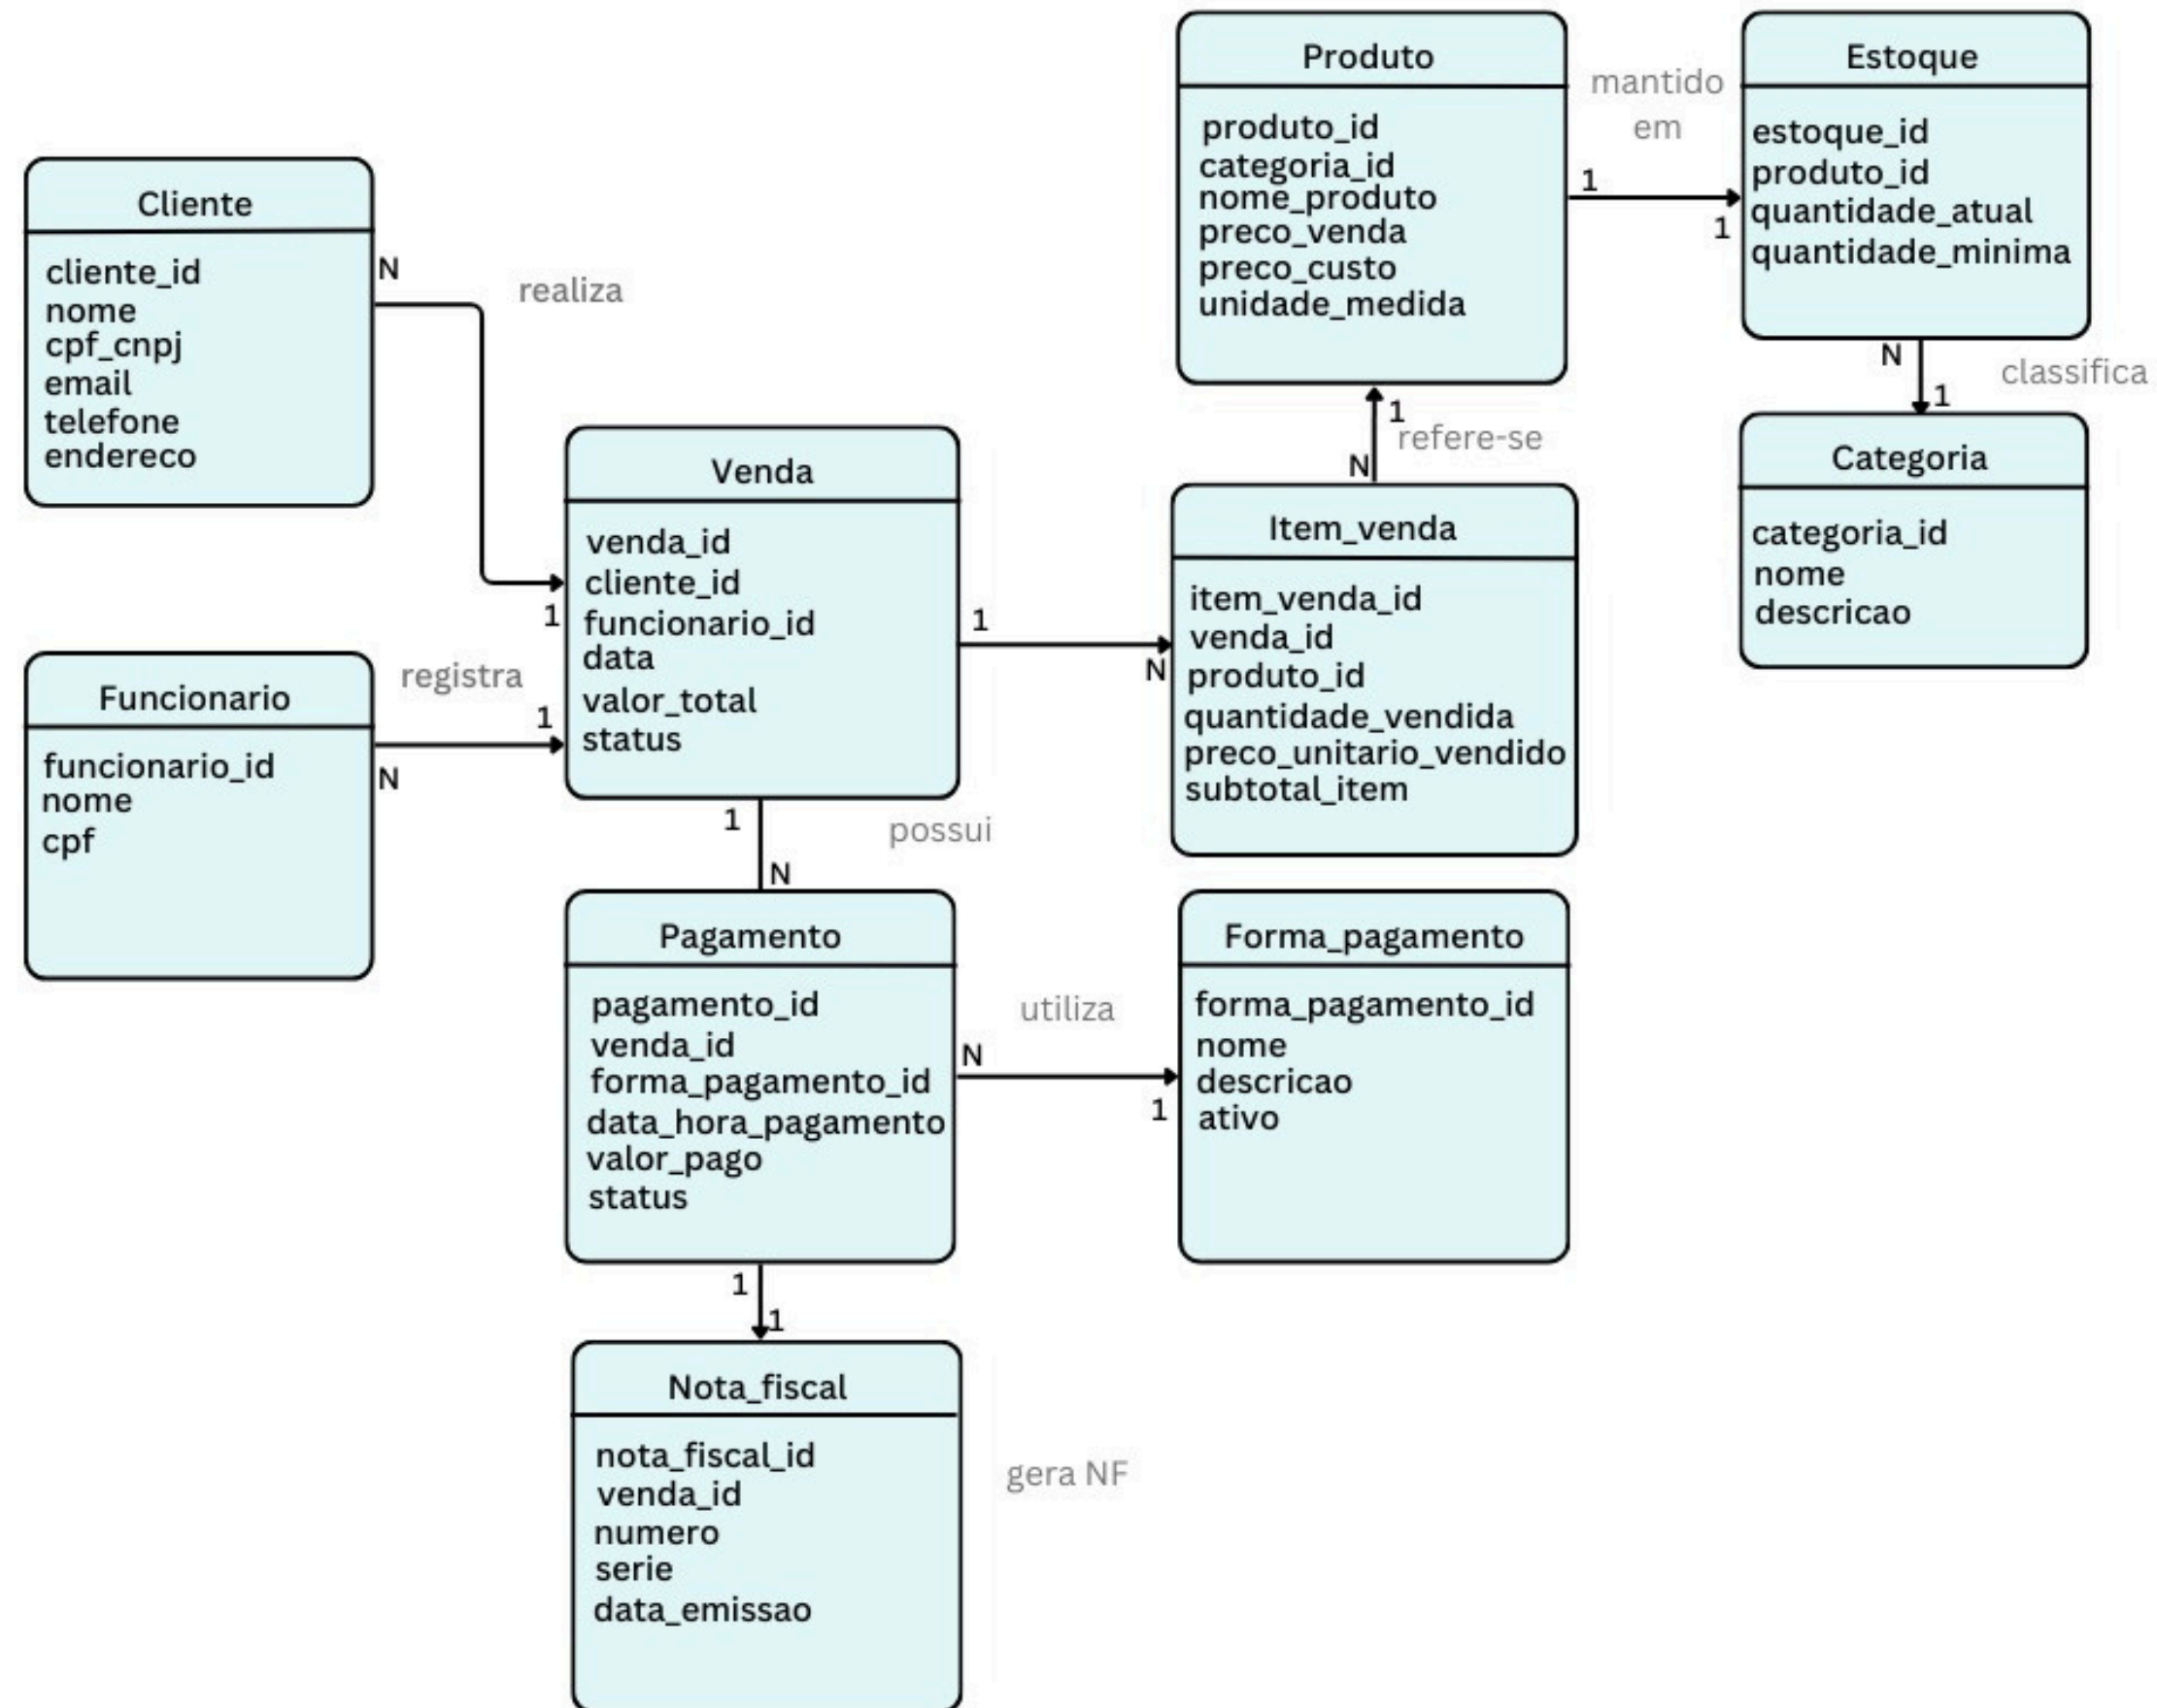 Produto
produto_id
categoria_id
nome_produto
preco_venda
preco_custo
unidade_medida
mantido
em
1
1
Estoque
estoque_id
produto_id
quantidade_atual
quantidade_minima
Cliente
cliente_id
nome
cpf_cnpj
email
telefone
endereco
N
realiza
1
N
classifica
1
1
refere-se
N
Categoria
categoria_id
nome
descricao
Venda
venda_id
cliente_id
funcionario_id
data
valor_total
status
1
N
Item_venda
item_venda_id
venda_id
produto_id
quantidade_vendida
preco_unitario_vendido
subtotal_item
Funcionario
funcionario_id
nome
cpf
registra
1
N
1
possui
N
Pagamento
pagamento_id
venda_id
forma_pagamento_id
data_hora_pagamento
valor_pago
status
utiliza
N
1
Forma_pagamento
forma_pagamento_id
nome
descricao
ativo
1
1
Nota_fiscal
nota_fiscal_id
venda_id
numero
serie
data_emissao
gera NF